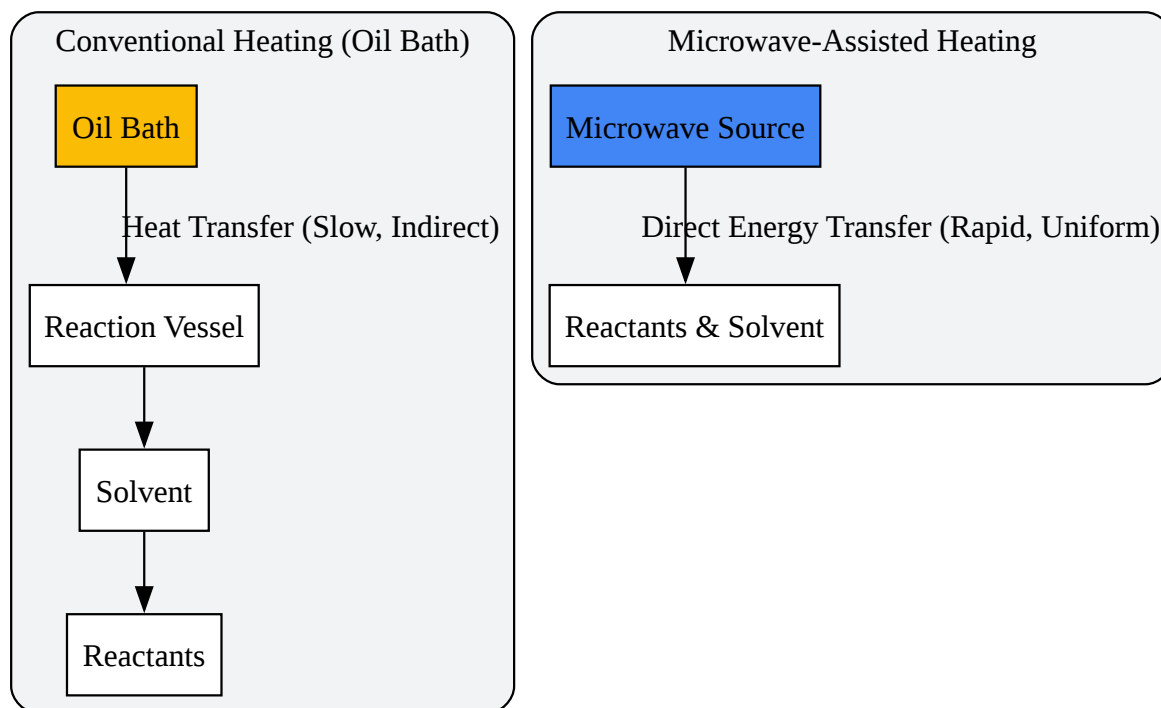 Conventional Heating (Oil Bath)
Oil Bath
Heat Transfer (Slow, Indirect)
Reaction Vessel
Solvent
Reactants
Microwave-Assisted Heating
Microwave Source
Direct Energy Transfer (Rapid, Uniform)
Reactants & Solvent